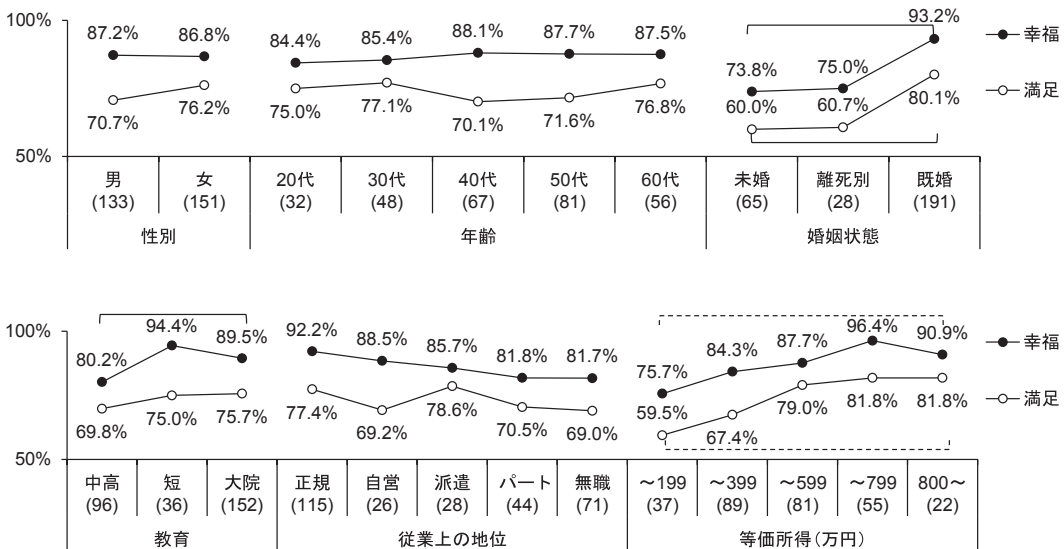 100%
87.2% 86.8% 84.4% 85.4% 88.1% 87.7% 87.5% 73.8% 75.0% 93.2% 幸福
70.7% 76.2% 75.0% 77.1% 70.1% 71.6% 76.8% 60.0% 60.7% 80.1% 満足
50%
男 女 20代 30代 40代 50代 60代 未婚 離死別 既婚
(133) (151) (32) (48) (67) (81) (56) (65) (28) (191)
性別 年齢 婚姻状態
100%
80.2% 94.4% 89.5% 92.2% 88.5% 85.7% 81.8% 81.7% 75.7% 84.3% 87.7% 96.4% 90.9% 幸福
69.8% 75.0% 75.7% 77.4% 69.2% 78.6% 70.5% 69.0% 59.5% 67.4% 79.0% 81.8% 81.8% 満足
50%
中高 短 大院 正規 自営 派遣 パート 無職 ～199 ～399 ～599 ～799 800～
(96) (36) (152) (115) (26) (28) (44) (71) (37) (89) (81) (55) (22)
教育 従業上の地位 等価所得(万円)